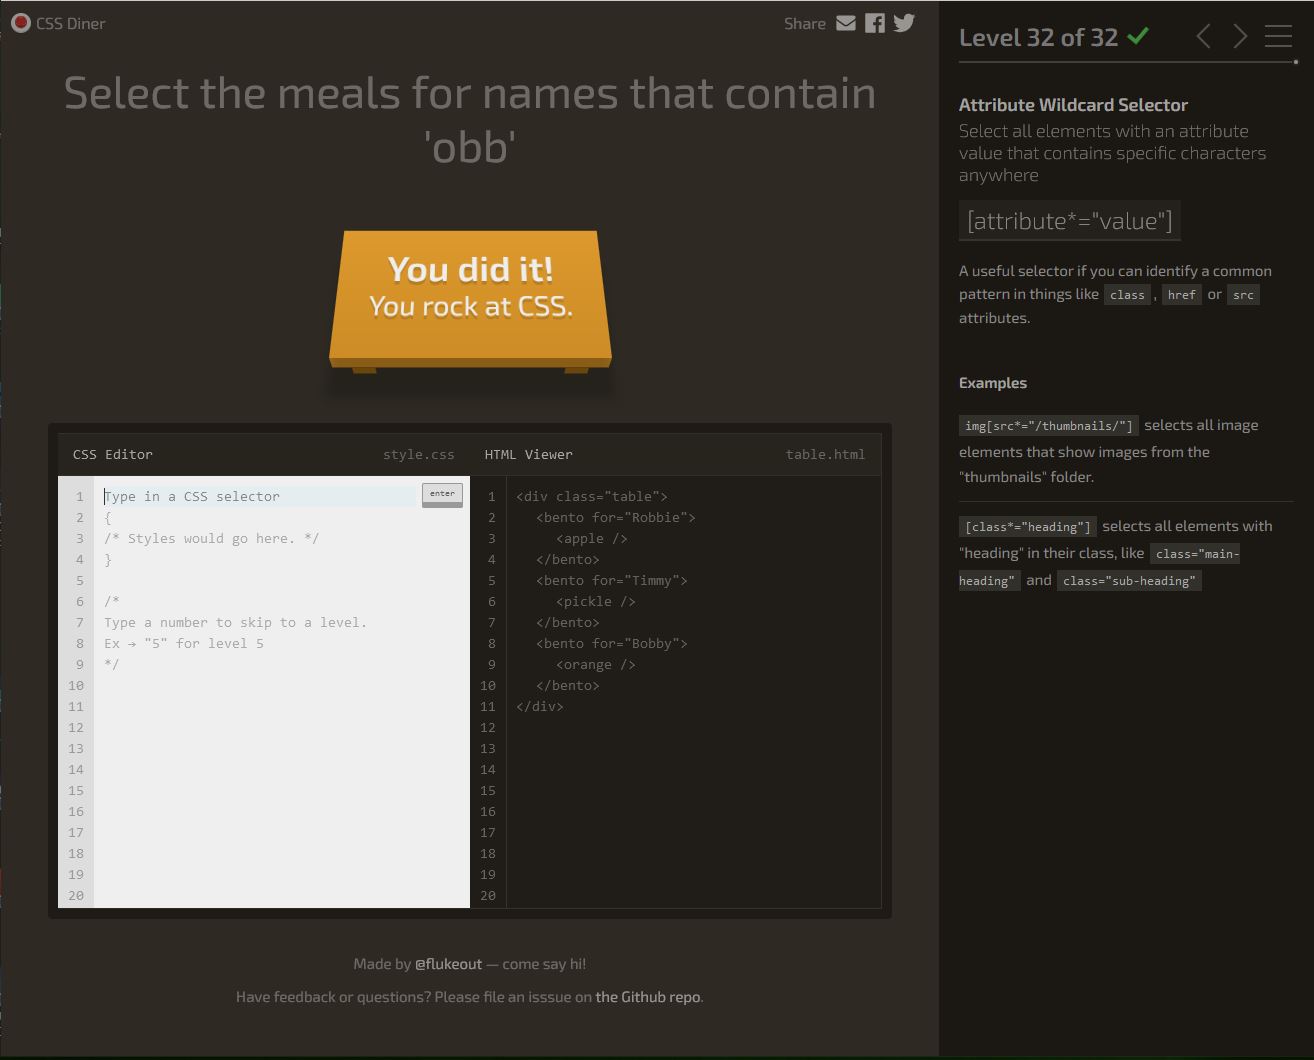 CSS Diner
Share
Select the meals for names that contain
'obb'
You did it!
You rock at CSS.
CSS Editor
style.css
1 Type in a CSS selector
enter
2 {
3 /* Styles would go here. */
4 }
5
6 /*
7 Type a number to skip to a level.
8 Ex → "5" for level 5
9 */
10
11
12
13
14
15
16
17
18
19
20
HTML Viewer
table.html
1 <div class="table">
2 <bento for="Robbie">
3 <apple />
4 </bento>
5 <bento for="Timmy">
6 <pickle />
7 </bento>
8 <bento for="Bobby">
9 <orange />
10 </bento>
11 </div>
12
13
14
15
16
17
18
19
20
Made by @flukeout — come say hi!
Have feedback or questions? Please file an isssue on the Github repo.
Level 32 of 32
Attribute Wildcard Selector
Select all elements with an attribute
value that contains specific characters
anywhere
[attribute*="value"]
A useful selector if you can identify a common
pattern in things like class , href or src
attributes.
Examples
img[src*="/thumbnails/"] selects all image
elements that show images from the
"thumbnails" folder.
[class*="heading"] selects all elements with
"heading" in their class, like class="main-
heading" and class="sub-heading"